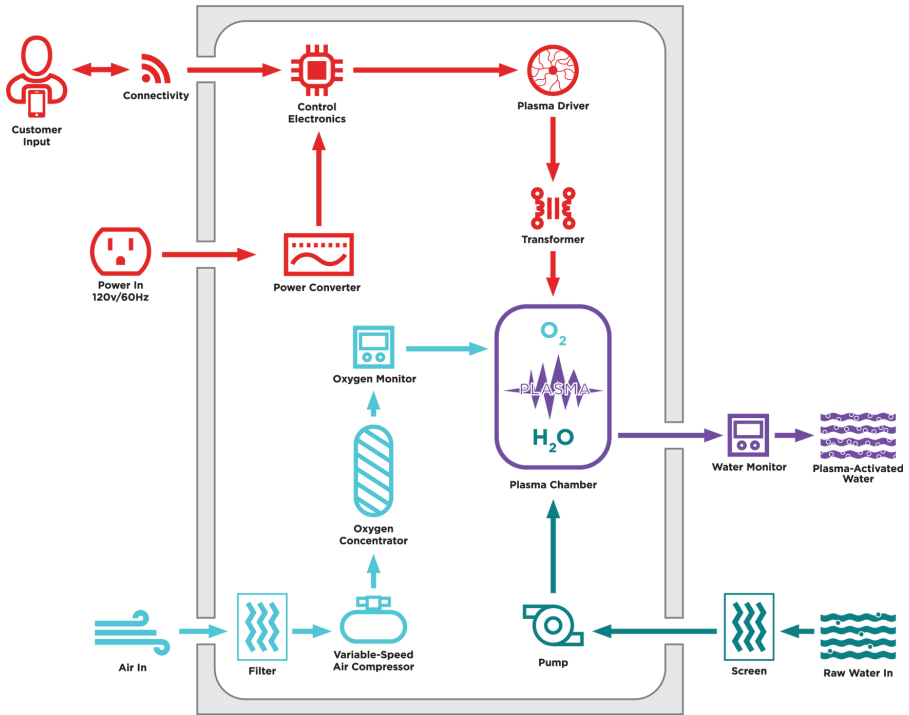 Connectivity
Control
Electronics
Plasma Driver
Customer
Input
Transformer
Power In
120v/60Hz
Power Converter
O2
Oxygen Monitor
PLASMA
H2O
Water Monitor
Plasma-Activated
Water
Plasma Chamber
Oxygen
Concentrator
Air In
Filter
Variable-Speed
Air Compressor
Pump
Screen
Raw Water In